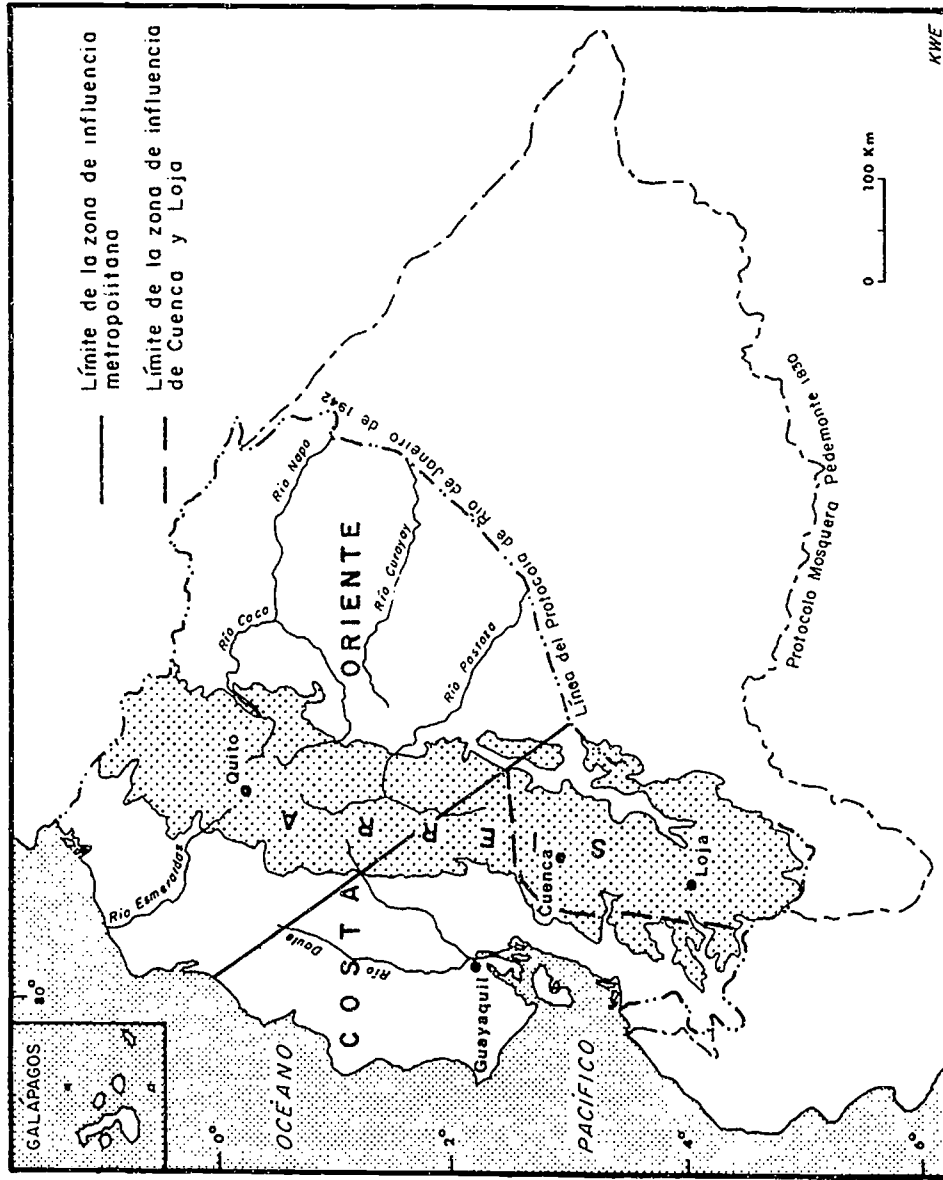 Límite de la zona de influencia
metropolitana
Límite de la zona de influencia
de Cuenca y Loja
GALÁPAGOS
80°
0°
2°
4°
6°
OCÉANO
PACÍFICO
COSTA
SIERRA
ORIENTE
Río Esmeraldas
Quito
Río Coca
Río Napo
Río Curayay
Río Pastaza
Río Daule
Guayaquil
Cuenca
Loja
Línea del Protocolo de Río de Janeiro de 1942
Protocolo Mosquera Pedemonte 1830
0 100 Km
KWE